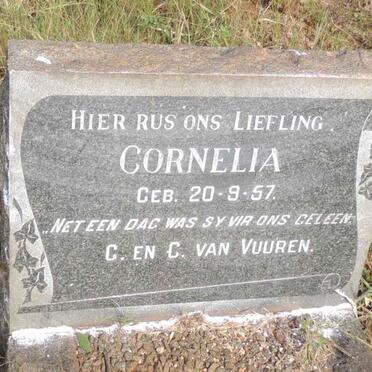 HIER RUS ONS LIEFLING
CORNELIA
GEB. 20-9-57.
„NET EEN DAG WAS SY VIR ONS GELEEN"
C. EN C. VAN VUUREN.